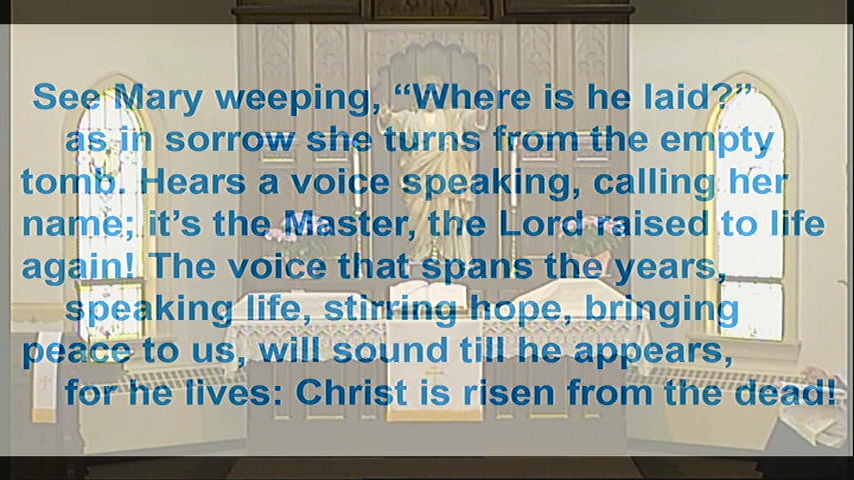 See Mary weeping, “Where is he laid?”
as in sorrow she turns from the empty
tomb. Hears a voice speaking, calling her
name; it’s the Master, the Lord raised to life
again! The voice that spans the years,
speaking life, stirring hope, bringing
peace to us, will sound till he appears,
for he lives: Christ is risen from the dead!